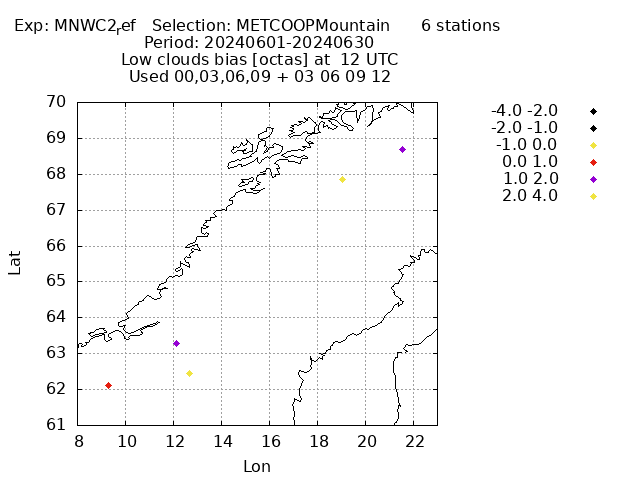 Exp: MNWC2ref   Selection: METCOOPMountain      6 stations
Period: 20240601-20240630
Low clouds bias [octas] at  12 UTC
Used 00,03,06,09 + 03 06 09 12
-4.0 -2.0
-2.0 -1.0
-1.0 0.0
0.0 1.0
1.0 2.0
2.0 4.0
70
69
68
67
66
65
64
63
62
61
Lat
8 10 12 14 16 18 20 22
Lon